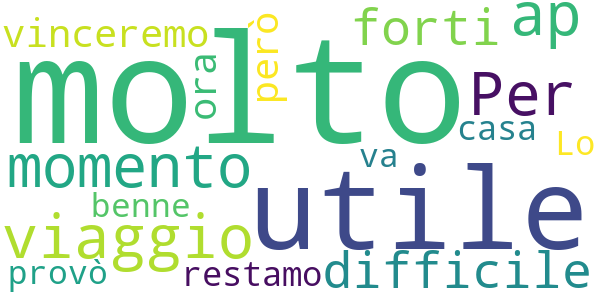 vinceremo
però
forti
ap
molto
ora
Per
casa
Lo
momento
va
utile
benne
viaggio
difficile
provò
restamo